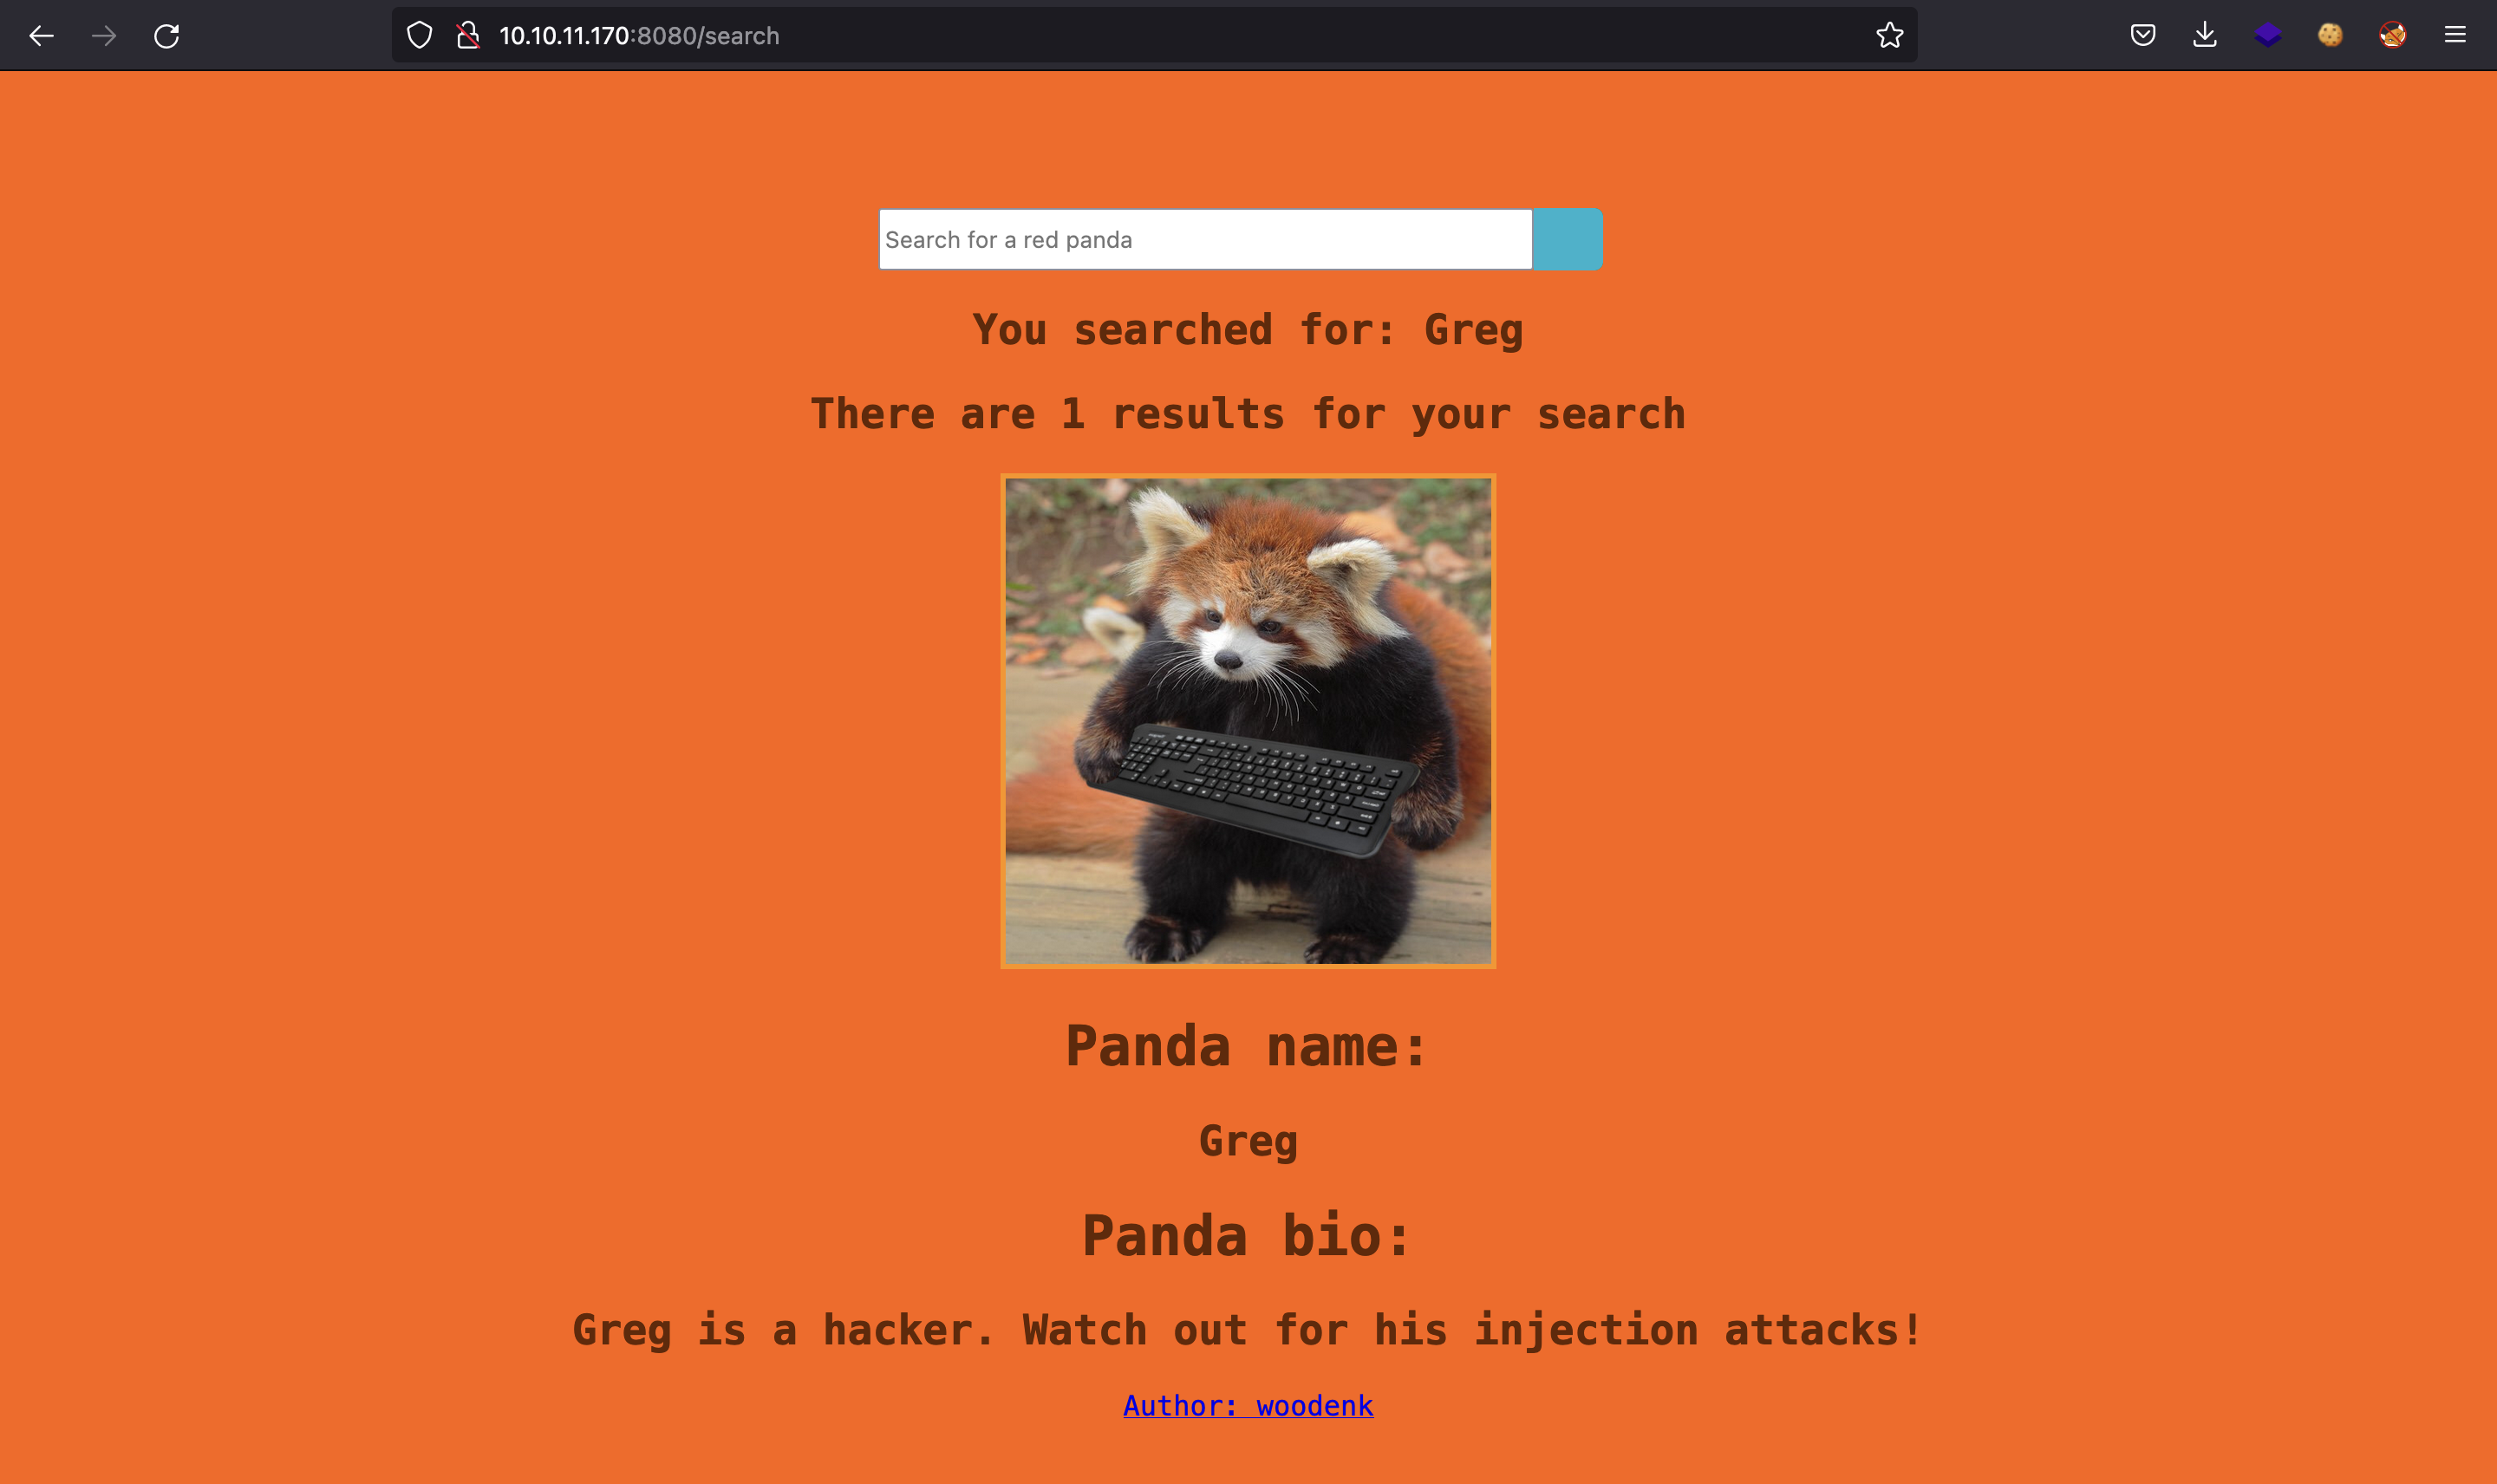 10.10.11.170:8080/search
Search for a red panda
You searched for: Greg
There are 1 results for your search
Panda name:
Greg
Panda bio:
Greg is a hacker. Watch out for his injection attacks!
Author: woodenk